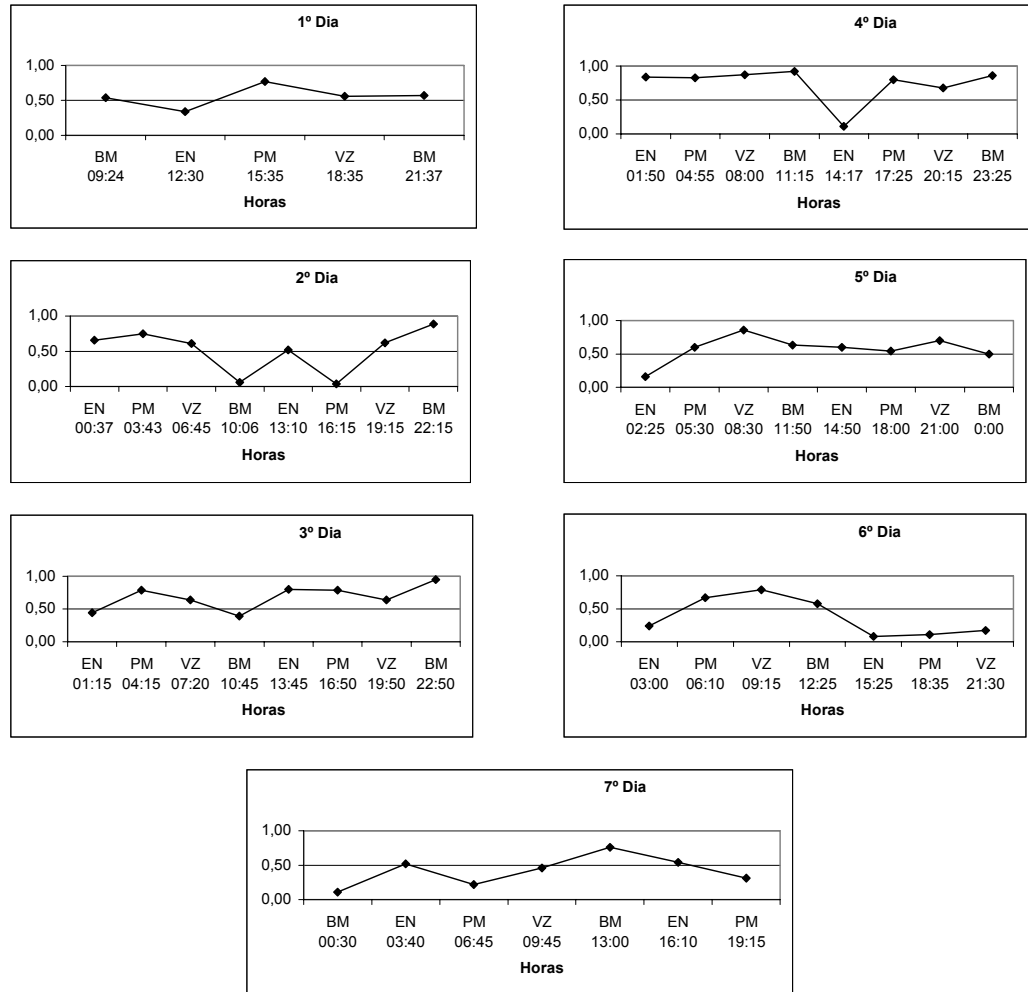 1º Dia
1,00
0,50
0,00
BM EN PM VZ BM
09:24 12:30 15:35 18:35 21:37
Horas
4º Dia
1,00
0,50
0,00
EN PM VZ BM EN PM VZ BM
01:50 04:55 08:00 11:15 14:17 17:25 20:15 23:25
Horas
2º Dia
1,00
0,50
0,00
EN PM VZ BM EN PM VZ BM
00:37 03:43 06:45 10:06 13:10 16:15 19:15 22:15
Horas
5º Dia
1,00
0,50
0,00
EN PM VZ BM EN PM VZ BM
02:25 05:30 08:30 11:50 14:50 18:00 21:00 0:00
Horas
3º Dia
1,00
0,50
0,00
EN PM VZ BM EN PM VZ BM
01:15 04:15 07:20 10:45 13:45 16:50 19:50 22:50
Horas
6º Dia
1,00
0,50
0,00
EN PM VZ BM EN PM VZ
03:00 06:10 09:15 12:25 15:25 18:35 21:30
Horas
7º Dia
1,00
0,50
0,00
BM EN PM VZ BM EN PM
00:30 03:40 06:45 09:45 13:00 16:10 19:15
Horas